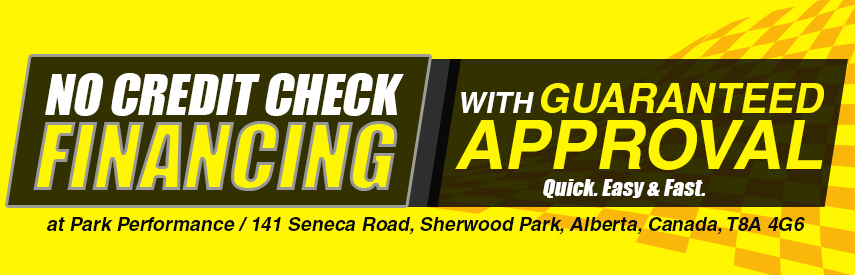 NO CREDIT CHECK
FINANCING
WITH GUARANTEED
APPROVAL
Quick. Easy & Fast.
at Park Performance / 141 Seneca Road, Sherwood Park, Alberta, Canada, T8A 4G6